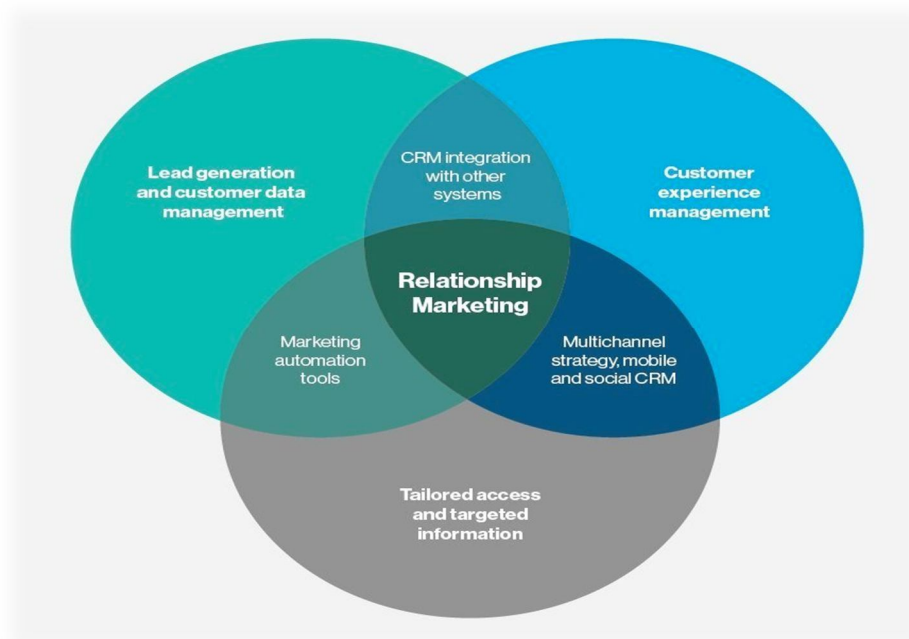 Lead generation
and customer data
management
CRM integration
with other
systems
Customer
experience
management
Relationship
Marketing
Marketing
automation
tools
Multichannel
strategy, mobile
and social CRM
Tailored access
and targeted
information